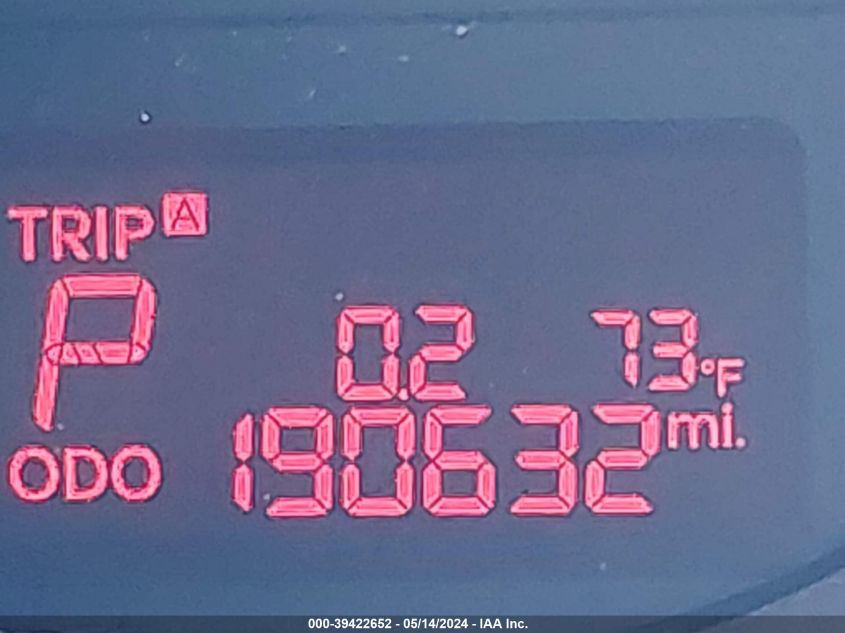 TRIP A
P 0.2 73°F
ODO 190632 mi.
000-39422652 - 05/14/2024 - IAA Inc.